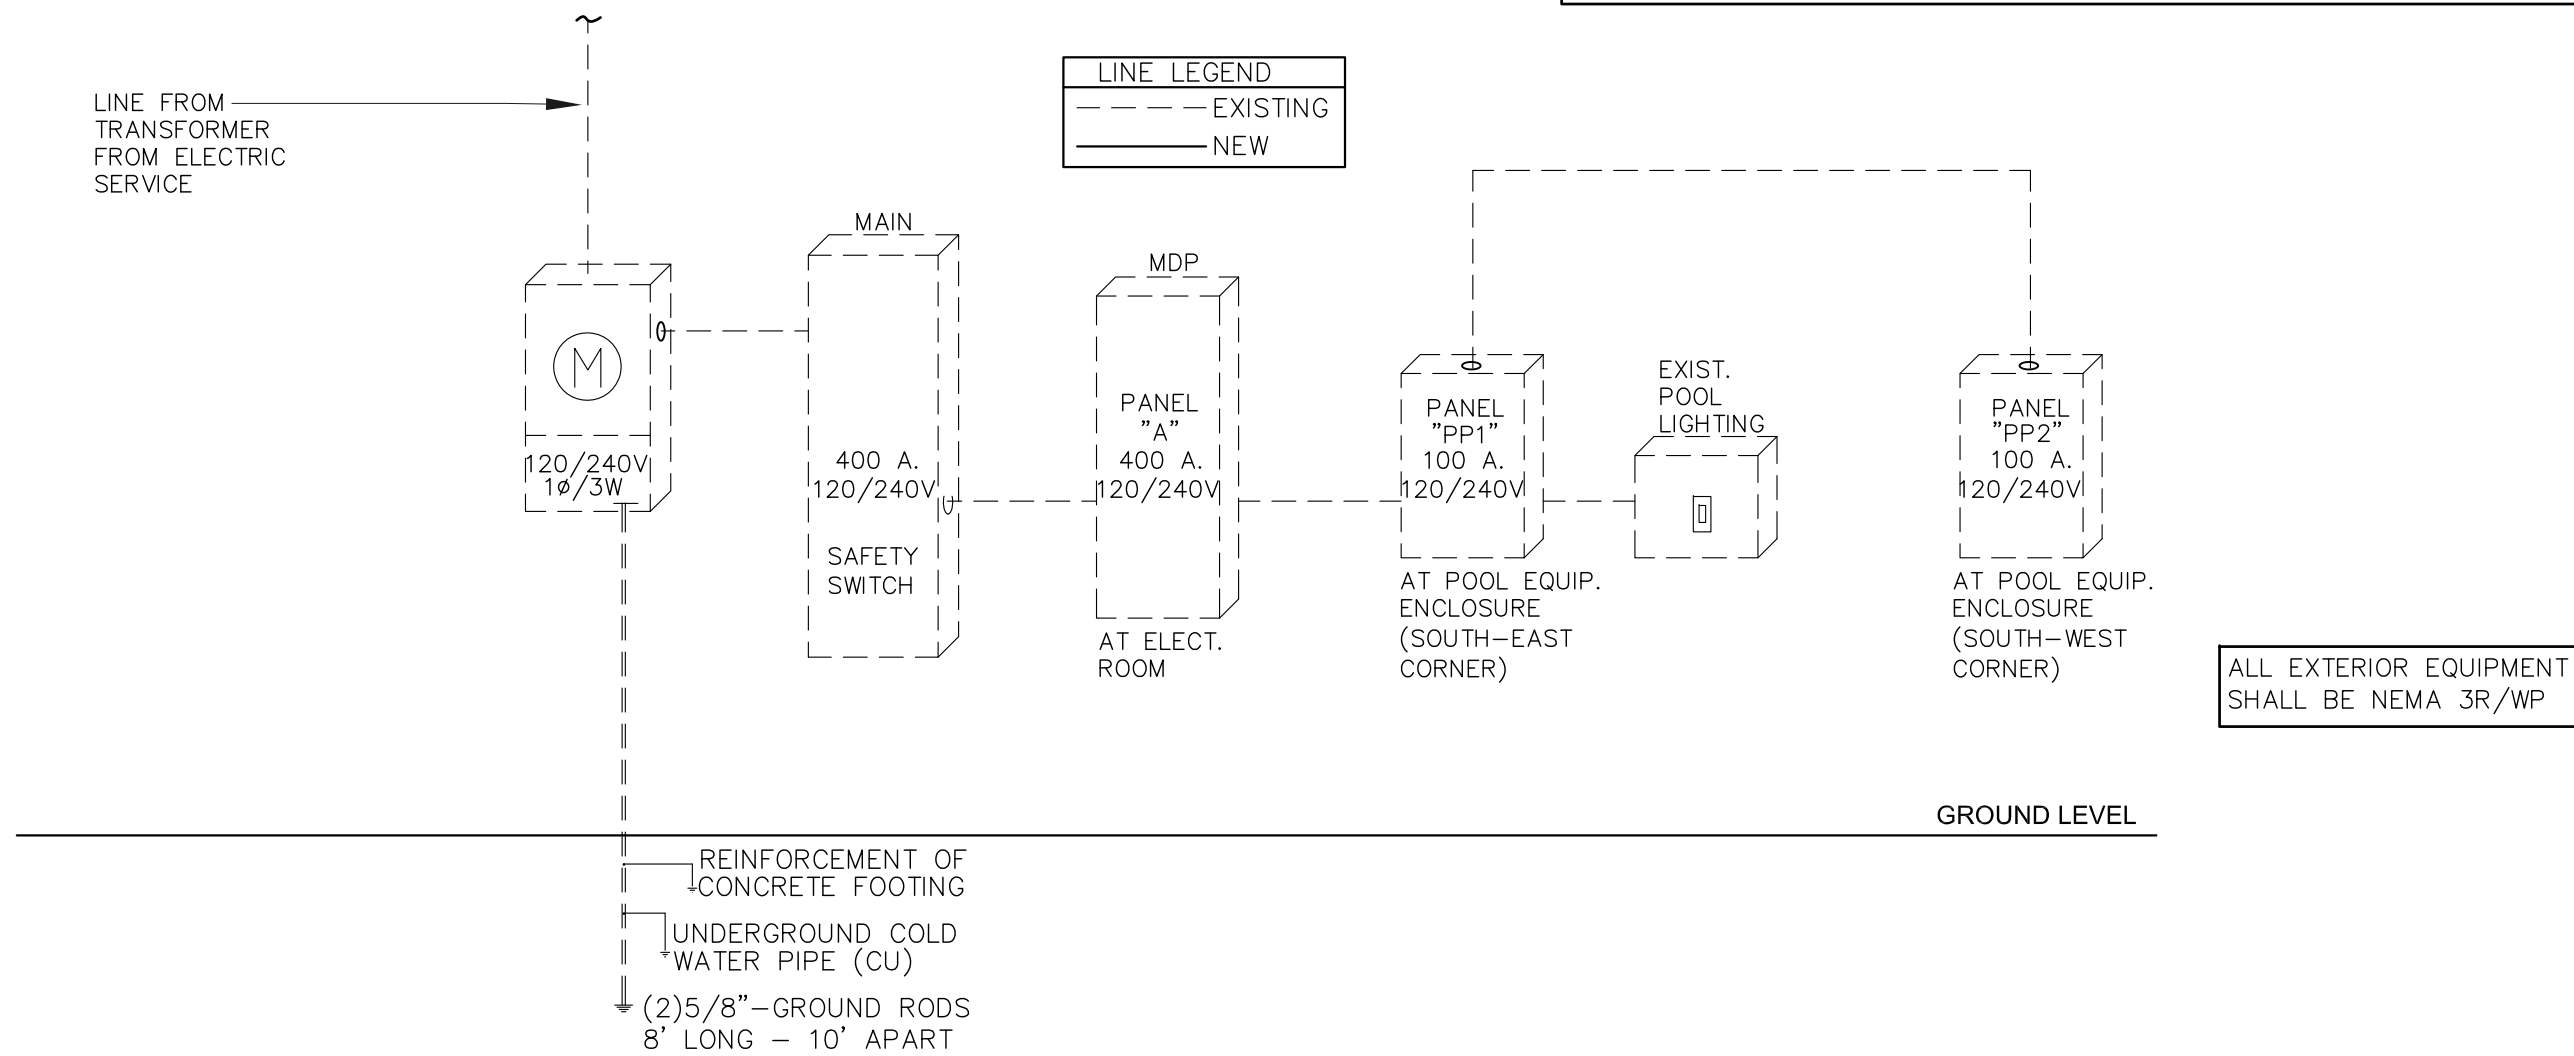 LINE LEGEND
EXISTING
NEW
LINE FROM
TRANSFORMER
FROM ELECTRIC
SERVICE
M
120/240V
1ø/3W
MAIN
400 A.
120/240V
SAFETY
SWITCH
MDP
PANEL
"A"
400 A.
120/240V
AT ELECT.
ROOM
PANEL
"PP1"
100 A.
120/240V
AT POOL EQUIP.
ENCLOSURE
(SOUTH-EAST
CORNER)
EXIST.
POOL
LIGHTING
PANEL
"PP2"
100 A.
120/240V
AT POOL EQUIP.
ENCLOSURE
(SOUTH-WEST
CORNER)
ALL EXTERIOR EQUIPMENT
SHALL BE NEMA 3R/WP
GROUND LEVEL
REINFORCEMENT OF
CONCRETE FOOTING
UNDERGROUND COLD
WATER PIPE (CU)
(2)5/8"-GROUND RODS
8' LONG - 10' APART